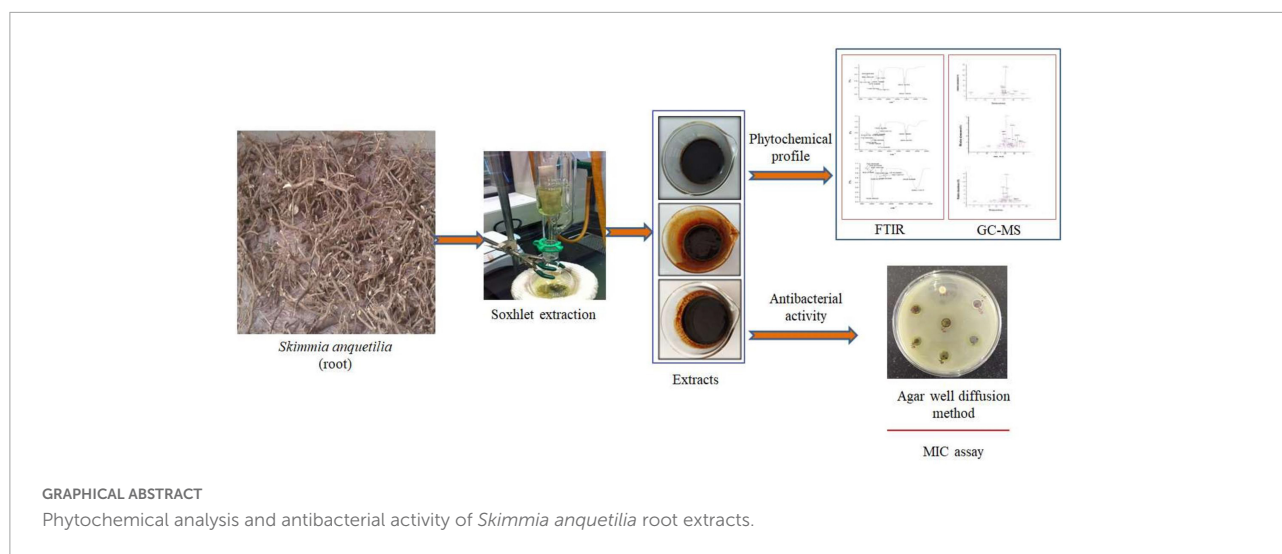 Skimmia anquetilia
(root)
Soxhlet extraction
Extracts
Phytochemical
profile
FTIR
GC-MS
Antibacterial
activity
Agar well diffusion
method
MIC assay
GRAPHICAL ABSTRACT
Phytochemical analysis and antibacterial activity of Skimmia anquetilia root extracts.